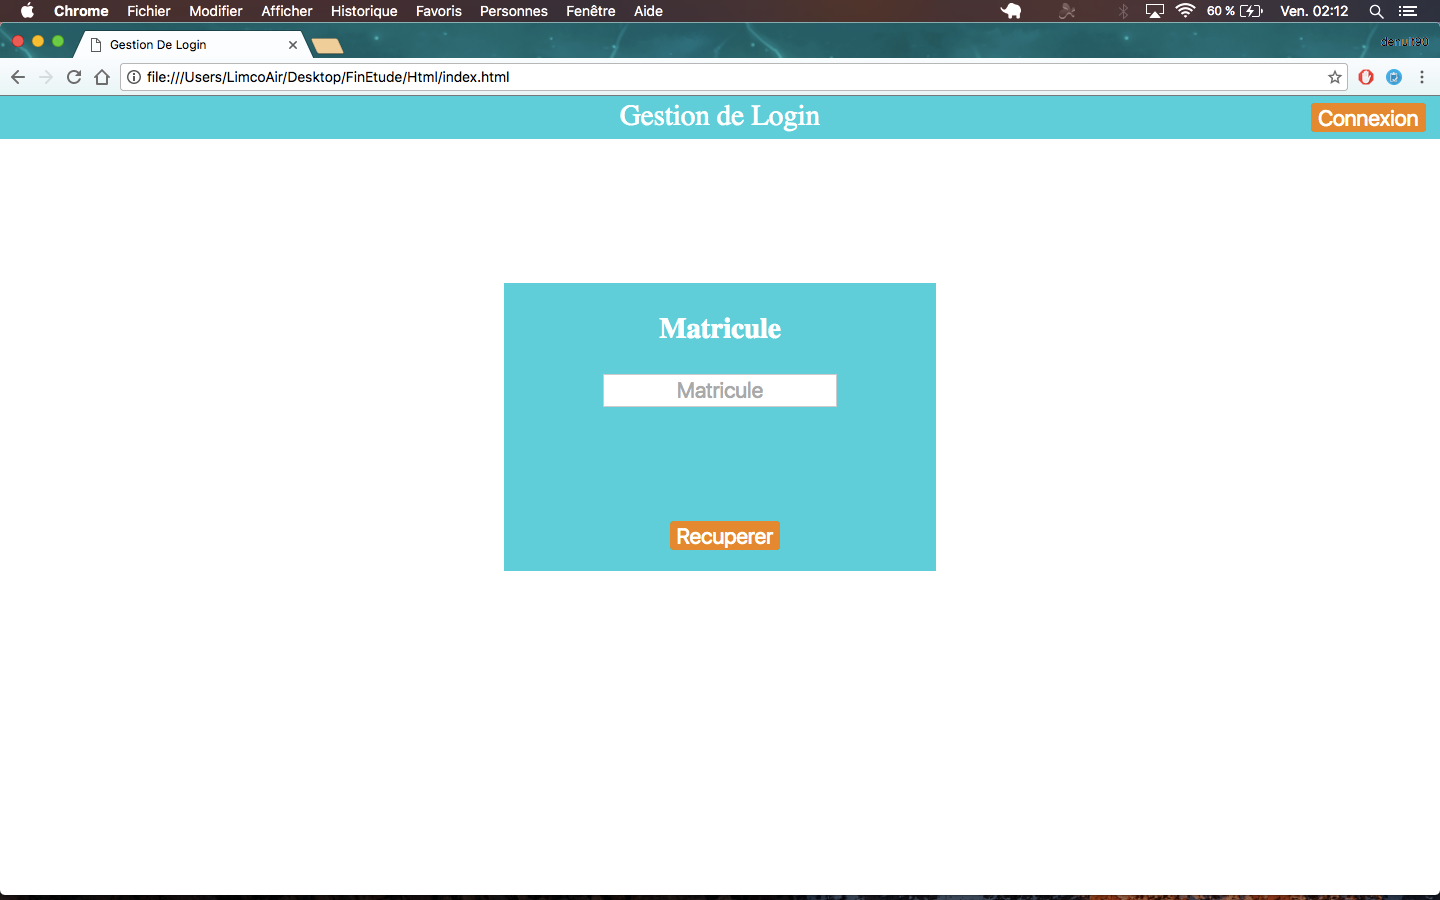 Chrome Fichier Modifier Afficher Historique Favoris Personnes Fenêtre Aide 60 % Ven. 02:12
Gestion De Login
denuit90
file:///Users/LimcoAir/Desktop/FinEtude/Html/index.html
Gestion de Login
Connexion
Matricule
Matricule
Recuperer